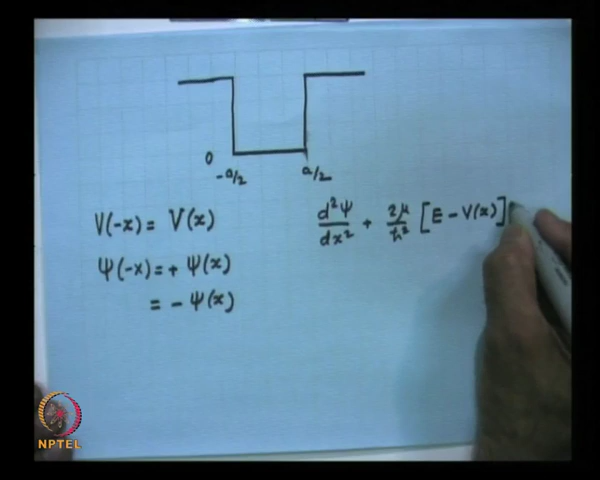 0
-a/2 a/2
V(-x) = V(x)
Ψ(-x) = + Ψ(x)
= - Ψ(x)
d²Ψ/dx² + 2μ/ħ² [E - V(x)]
NPTEL